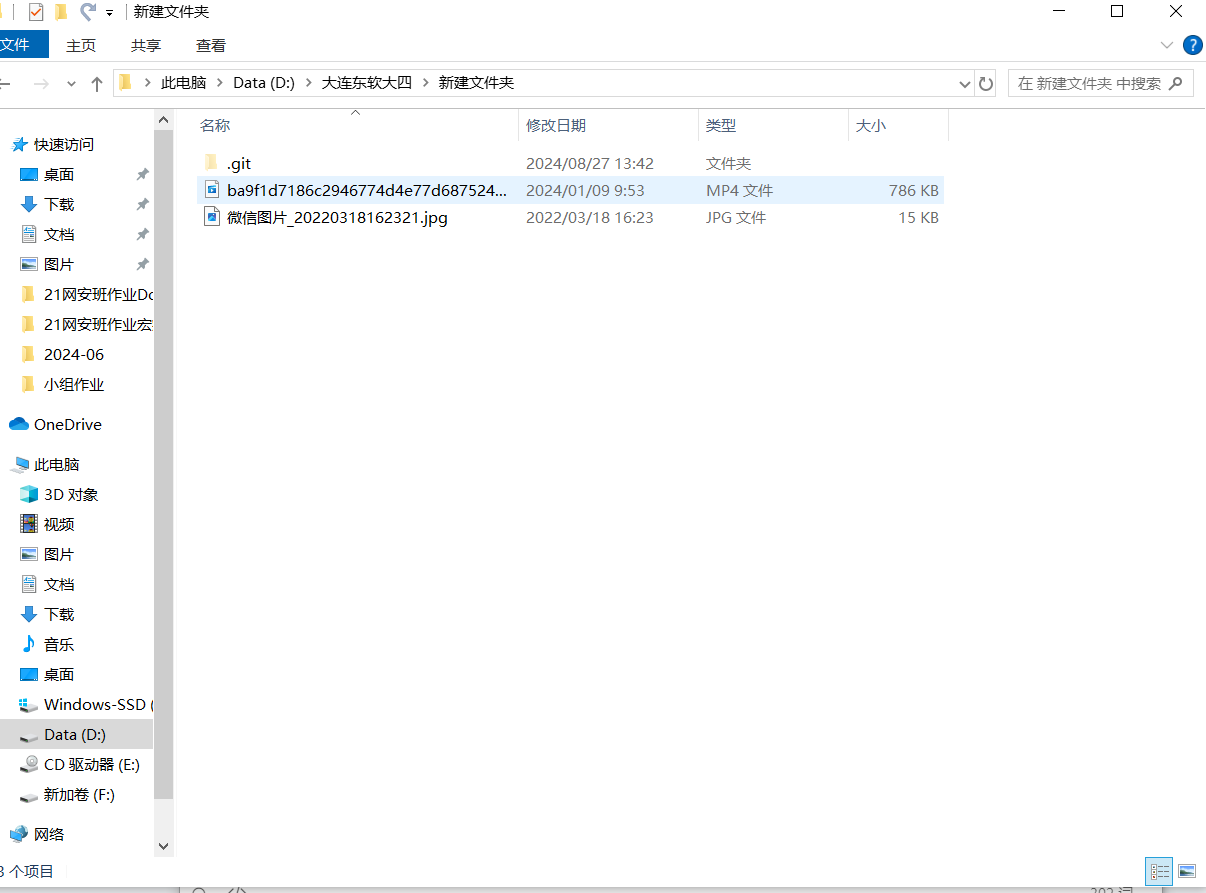 新建文件夹
文件 主页 共享 查看
此电脑 Data (D:) 大连东软大四 新建文件夹 在 新建文件夹 中搜索
名称 修改日期 类型 大小
.git 2024/08/27 13:42 文件夹
ba9f1d7186c2946774d4e77d687524... 2024/01/09 9:53 MP4 文件 786 KB
微信图片_20220318162321.jpg 2022/03/18 16:23 JPG 文件 15 KB
快速访问
桌面
下载
文档
图片
21网安班作业Do
21网安班作业宏
2024-06
小组作业
OneDrive
此电脑
3D 对象
视频
图片
文档
下载
音乐
桌面
Windows-SSD (
Data (D:)
CD 驱动器 (E:)
新加卷 (F:)
网络
3 个项目